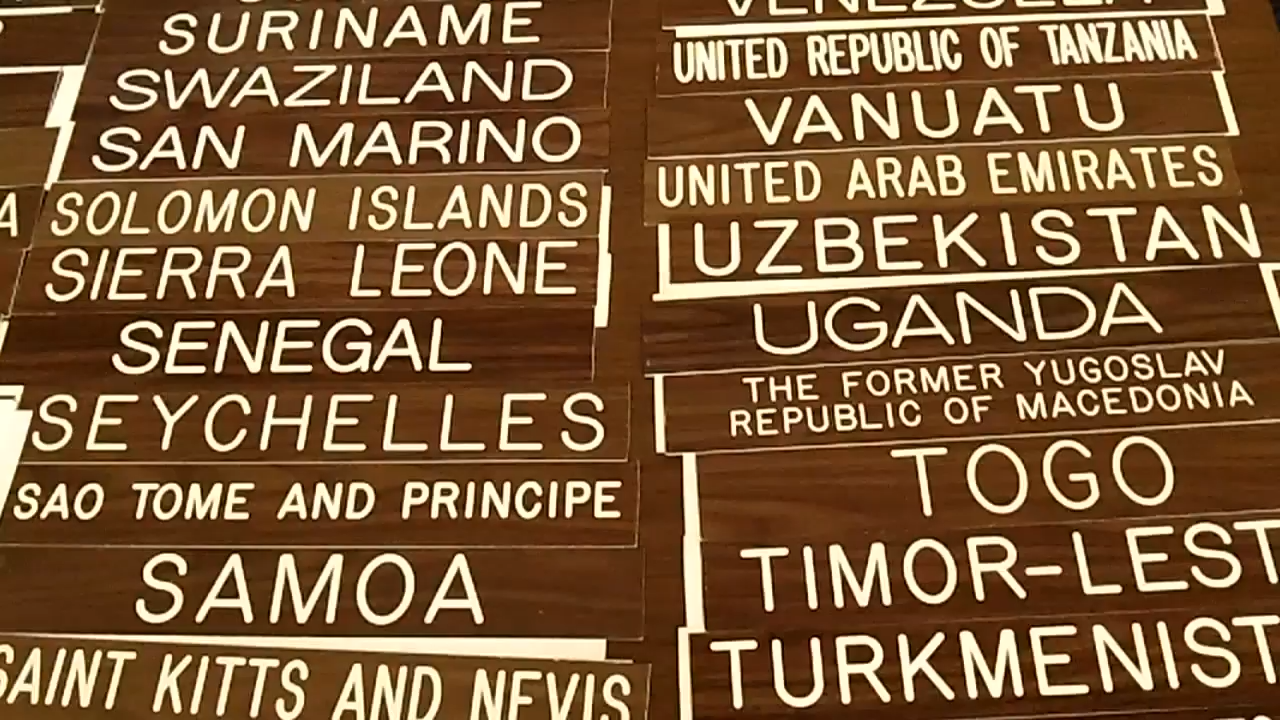 SURINAME
SWAZILAND
SAN MARINO
SOLOMON ISLANDS
SIERRA LEONE
SENEGAL
SEYCHELLES
SAO TOME AND PRINCIPE
SAMOA
SAINT KITTS AND NEVIS
VENEZUELA
UNITED REPUBLIC OF TANZANIA
VANUATU
UNITED ARAB EMIRATES
UZBEKISTAN
UGANDA
THE FORMER YUGOSLAV
REPUBLIC OF MACEDONIA
TOGO
TIMOR-LEST
TURKMENIST